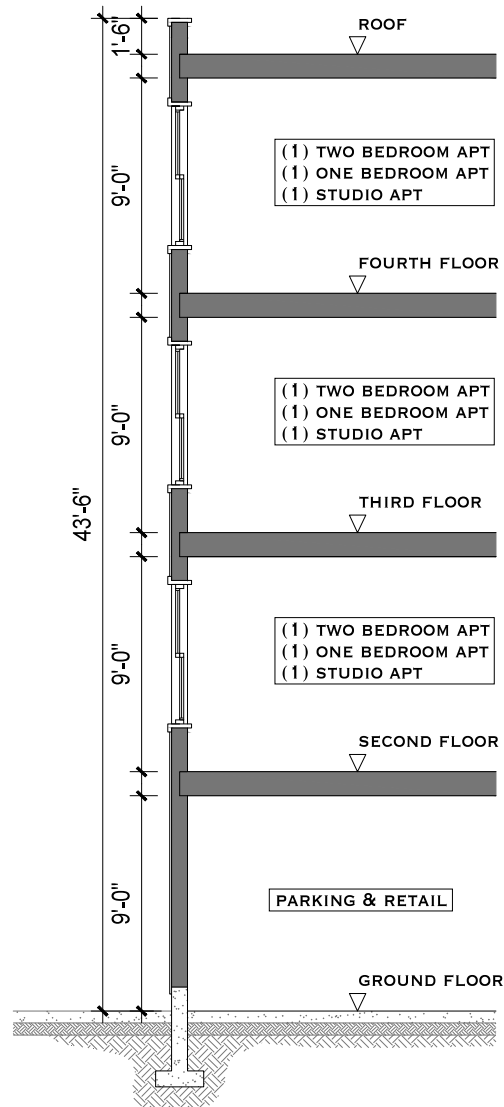 ROOF
1'-6"
(1) TWO BEDROOM APT
(1) ONE BEDROOM APT
(1) STUDIO APT
9'-0"
FOURTH FLOOR
(1) TWO BEDROOM APT
(1) ONE BEDROOM APT
(1) STUDIO APT
9'-0"
THIRD FLOOR
43'-6"
(1) TWO BEDROOM APT
(1) ONE BEDROOM APT
(1) STUDIO APT
9'-0"
SECOND FLOOR
9'-0"
PARKING & RETAIL
GROUND FLOOR